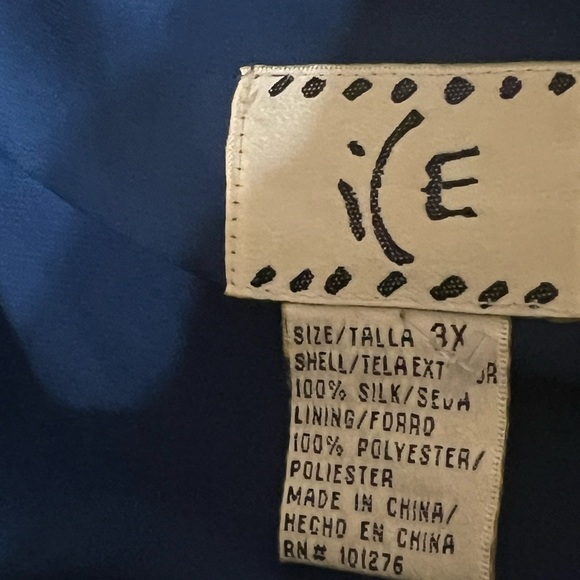 iCE
SIZE/TALLA 3X
SHELL/TELA
100% SILK/SEDA
LINING/FORRO
100% POLYESTER/
POLIESTER
MADE IN CHINA/
HECHO EN CHINA
RN# 101276